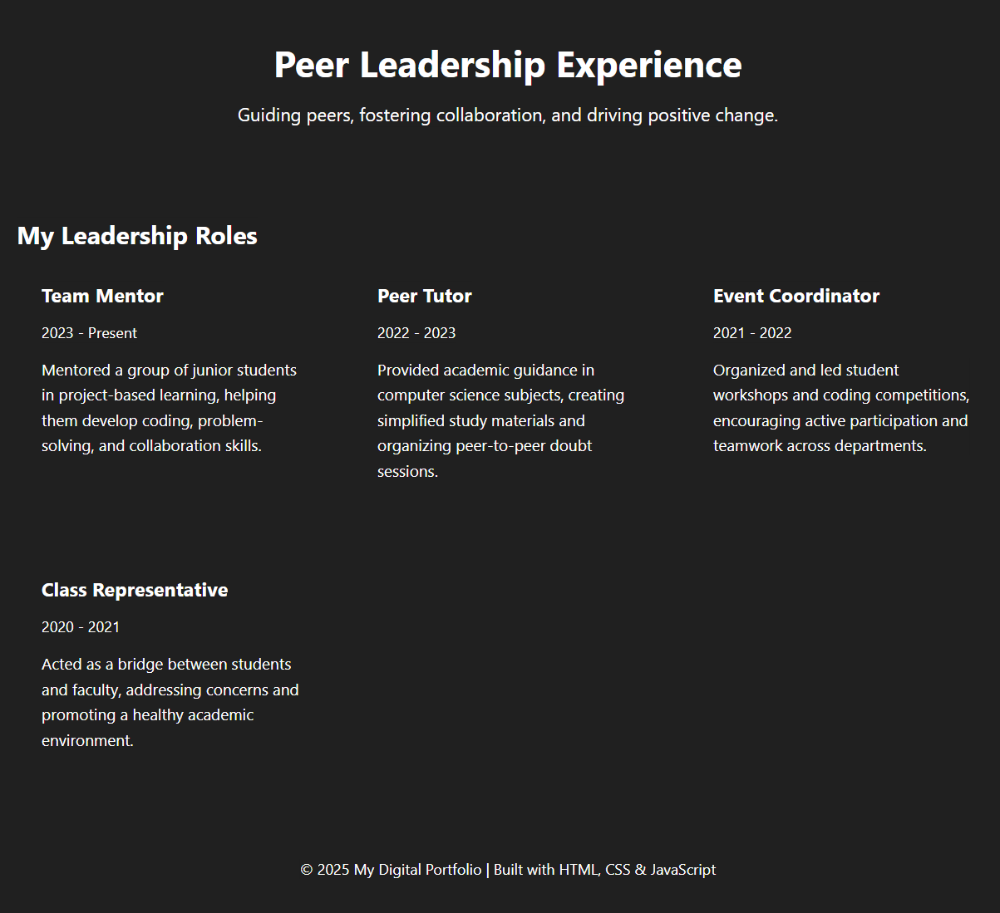 Peer Leadership Experience
Guiding peers, fostering collaboration, and driving positive change.
My Leadership Roles
Team Mentor
2023 - Present
Mentored a group of junior students
in project-based learning, helping
them develop coding, problem-
solving, and collaboration skills.
Peer Tutor
2022 - 2023
Provided academic guidance in
computer science subjects, creating
simplified study materials and
organizing peer-to-peer doubt
sessions.
Event Coordinator
2021 - 2022
Organized and led student
workshops and coding competitions,
encouraging active participation and
teamwork across departments.
Class Representative
2020 - 2021
Acted as a bridge between students
and faculty, addressing concerns and
promoting a healthy academic
environment.
© 2025 My Digital Portfolio | Built with HTML, CSS & JavaScript